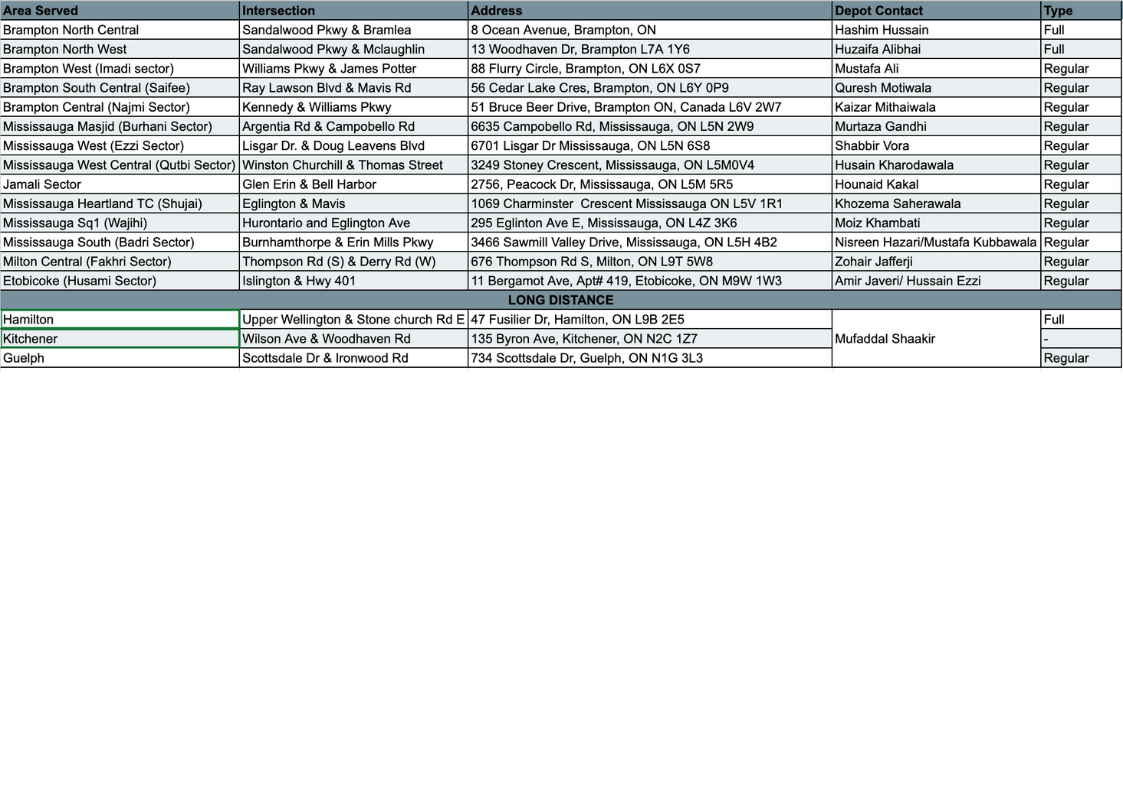 Area Served Intersection Address Depot Contact Type
Brampton North Central Sandalwood Pkwy & Bramlea 8 Ocean Avenue, Brampton, ON Hashim Hussain Full
Brampton North West Sandalwood Pkwy & Mclaughlin 13 Woodhaven Dr, Brampton L7A 1Y6 Huzaifa Alibhai Full
Brampton West (Imadi sector) Williams Pkwy & James Potter 88 Flurry Circle, Brampton, ON L6X 0S7 Mustafa Ali Regular
Brampton South Central (Saifee) Ray Lawson Blvd & Mavis Rd 56 Cedar Lake Cres, Brampton, ON L6Y 0P9 Quresh Motiwala Regular
Brampton Central (Najmi Sector) Kennedy & Williams Pkwy 51 Bruce Beer Drive, Brampton ON, Canada L6V 2W7 Kaizar Mithaiwala Regular
Mississauga Masjid (Burhani Sector) Argentia Rd & Campobello Rd 6635 Campobello Rd, Mississauga, ON L5N 2W9 Murtaza Gandhi Regular
Mississauga West (Ezzi Sector) Lisgar Dr. & Doug Leavens Blvd 6701 Lisgar Dr Mississauga, ON L5N 6S8 Shabbir Vora Regular
Mississauga West Central (Qutbi Sector) Winston Churchill & Thomas Street 3249 Stoney Crescent, Mississauga, ON L5M0V4 Husain Kharodawala Regular
Jamali Sector Glen Erin & Bell Harbor 2756, Peacock Dr, Mississauga, ON L5M 5R5 Hounaid Kakal Regular
Mississauga Heartland TC (Shujai) Eglington & Mavis 1069 Charminster  Crescent Mississauga ON L5V 1R1 Khozema Saherawala Regular
Mississauga Sq1 (Wajihi) Hurontario and Eglington Ave 295 Eglinton Ave E, Mississauga, ON L4Z 3K6 Moiz Khambati Regular
Mississauga South (Badri Sector) Burnhamthorpe & Erin Mills Pkwy 3466 Sawmill Valley Drive, Mississauga, ON L5H 4B2 Nisreen Hazari/Mustafa Kubbawala Regular
Milton Central (Fakhri Sector) Thompson Rd (S) & Derry Rd (W) 676 Thompson Rd S, Milton, ON L9T 5W8 Zohair Jafferji Regular
Etobicoke (Husami Sector) Islington & Hwy 401 11 Bergamot Ave, Apt# 419, Etobicoke, ON M9W 1W3 Amir Javeri/ Hussain Ezzi Regular
LONG DISTANCE
Hamilton Upper Wellington & Stone church Rd E 47 Fusilier Dr, Hamilton, ON L9B 2E5 Full
Kitchener Wilson Ave & Woodhaven Rd 135 Byron Ave, Kitchener, ON N2C 1Z7 Mufaddal Shaakir -
Guelph Scottsdale Dr & Ironwood Rd 734 Scottsdale Dr, Guelph, ON N1G 3L3 Regular